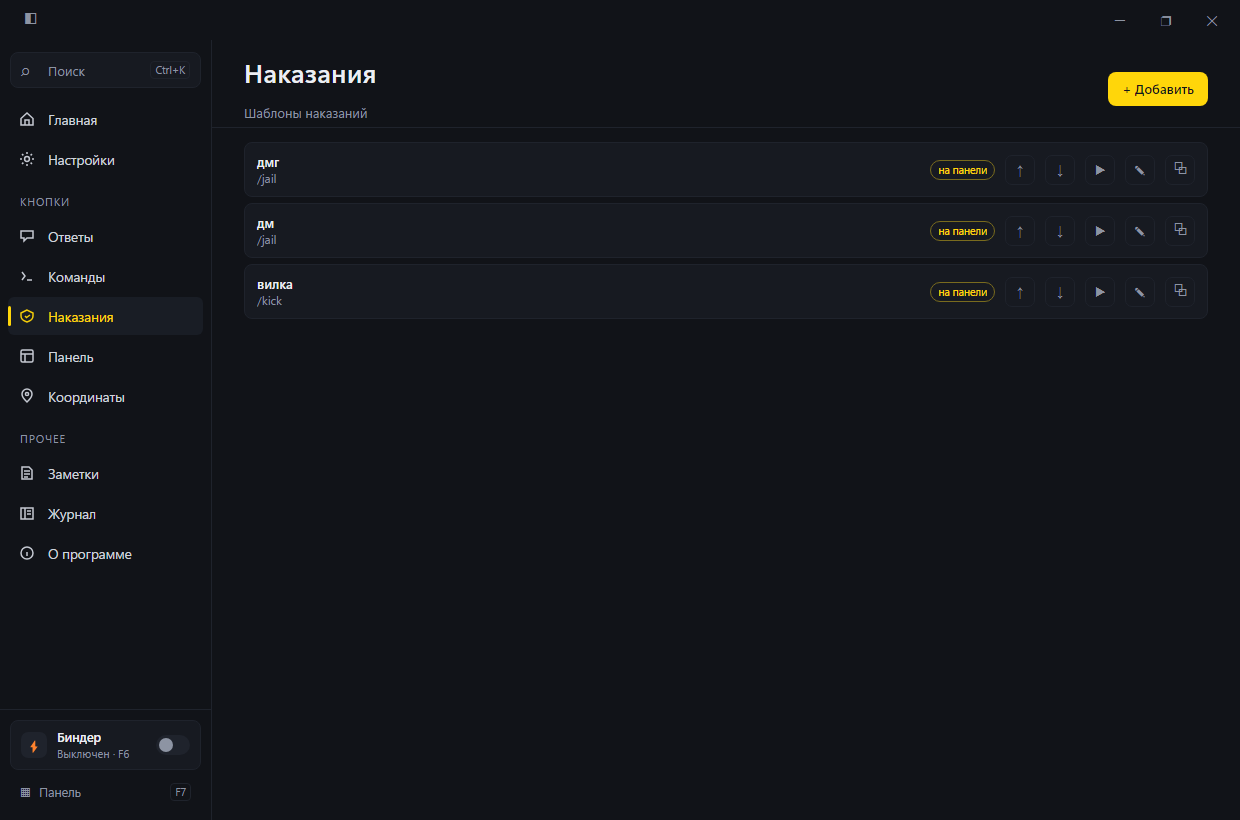 Поиск
Ctrl+K
Главная
Настройки
КНОПКИ
Ответы
Команды
Наказания
Панель
Координаты
ПРОЧЕЕ
Заметки
Журнал
О программе
Биндер
Выключен · F6
Панель
F7
Наказания
Шаблоны наказаний
+ Добавить
дмг
/jail
на панели
дм
/jail
на панели
вилка
/kick
на панели